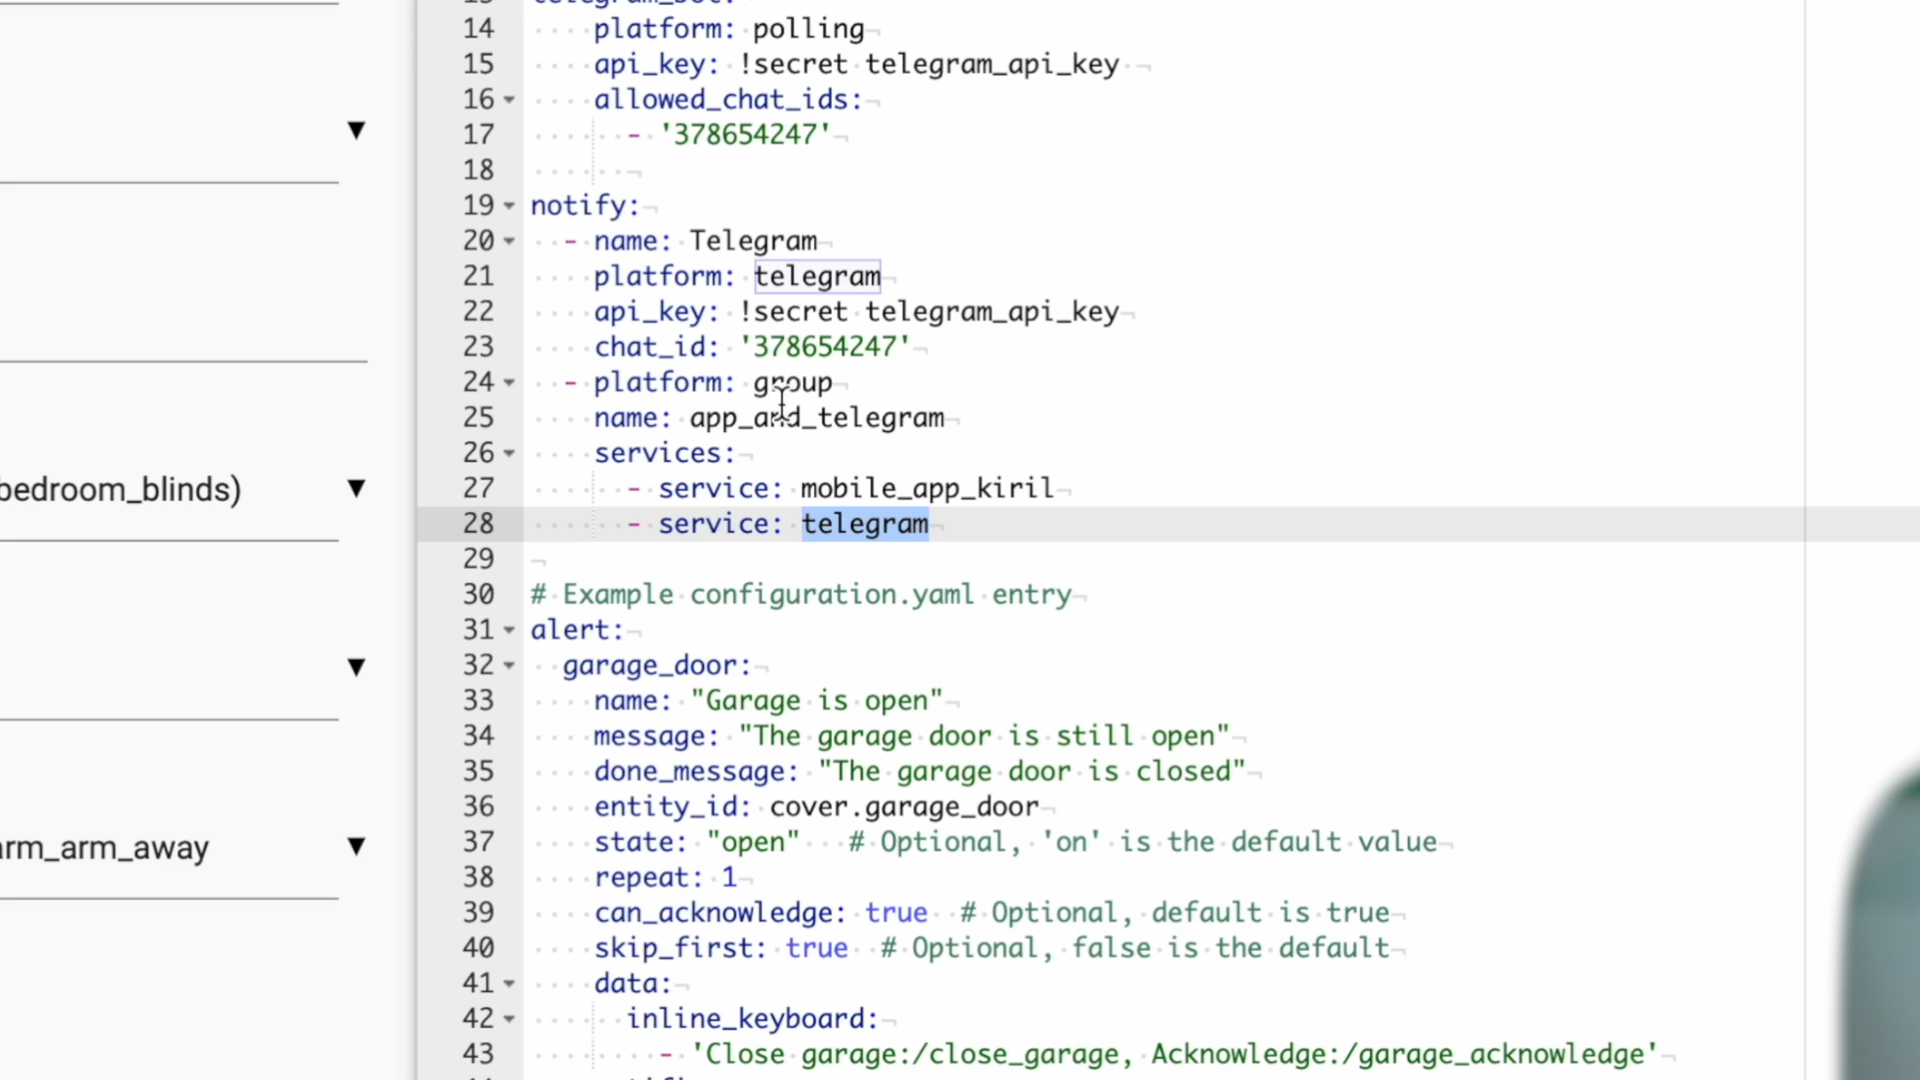 telegram_bot:
14 platform: polling
15 api_key: !secret telegram_api_key
16 allowed_chat_ids:
17 - '378654247'
18
19 notify:
20 - name: Telegram
21 platform: telegram
22 api_key: !secret telegram_api_key
23 chat_id: '378654247'
24 - platform: group
25 name: app_and_telegram
26 services:
27 - service: mobile_app_kiril
28 - service: telegram
29
30 # Example configuration.yaml entry
31 alert:
32 garage_door:
33 name: "Garage is open"
34 message: "The garage door is still open"
35 done_message: "The garage door is closed"
36 entity_id: cover.garage_door
37 state: "open" # Optional, 'on' is the default value
38 repeat: 1
39 can_acknowledge: true # Optional, default is true
40 skip_first: true # Optional, false is the default
41 data:
42 inline_keyboard:
43 - 'Close garage:/close_garage, Acknowledge:/garage_acknowledge'
bedroom_blinds)
arm_arm_away